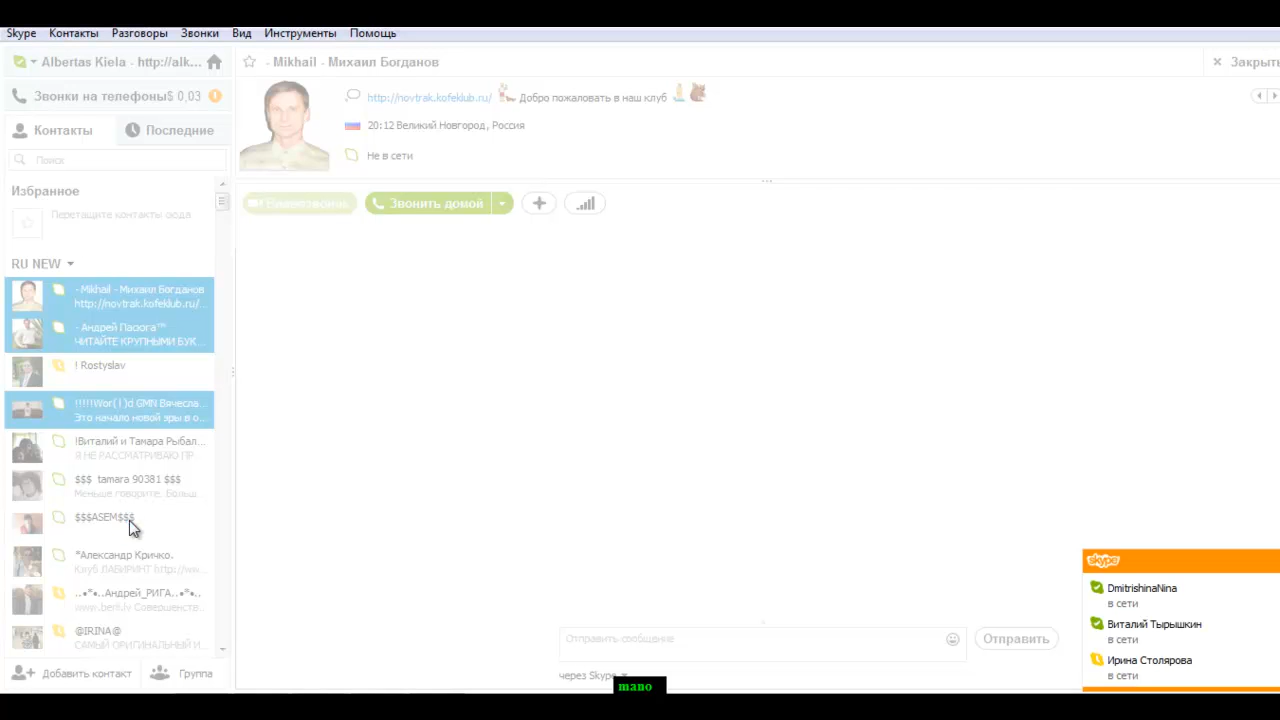 Skype Контакты Разговоры Звонки Вид Инструменты Помощь
Albertas Kiela - http://alk...
Звонки на телефоны $ 0,03
Контакты
Последние
Поиск
Избранное
Перетащите контакты сюда
RU NEW
- Mikhail - Михаил Богданов
http://novtrak.kofeklub.ru/...
- Андрей Пасюга™
ЧИТАЙТЕ КРУПНЫМИ БУК...
! Rostyslav
!!!!!Wor( ! )d GMN Вячесла...
Это начало новой эры в о...
!Виталий и Тамара Рыбал...
Я НЕ РАССМАТРИВАЮ ПР...
$$$ tamara 90381 $$$
Меньше говорите. Больш...
$$$ASEM$$$
*Александр Кричко.
Клуб ЛАБИРИНТ http://ww...
..•*•..Андрей_РИГА..•*•..
www.berli.lv Совершенств...
@IRINA@
САМЫЙ ОРИГИНАЛЬНЫЙ И...
Добавить контакт
Группа
- Mikhail - Михаил Богданов
Закрыть
http://novtrak.kofeklub.ru/ Добро пожаловать в наш клуб
20:12 Великий Новгород, Россия
Не в сети
Видеозвонок
Звонить домой
Отправить сообщение
Отправить
через Skype
mano
skype
DmitrishinaNina
в сети
Виталий Тырышкин
в сети
Ирина Столярова
в сети